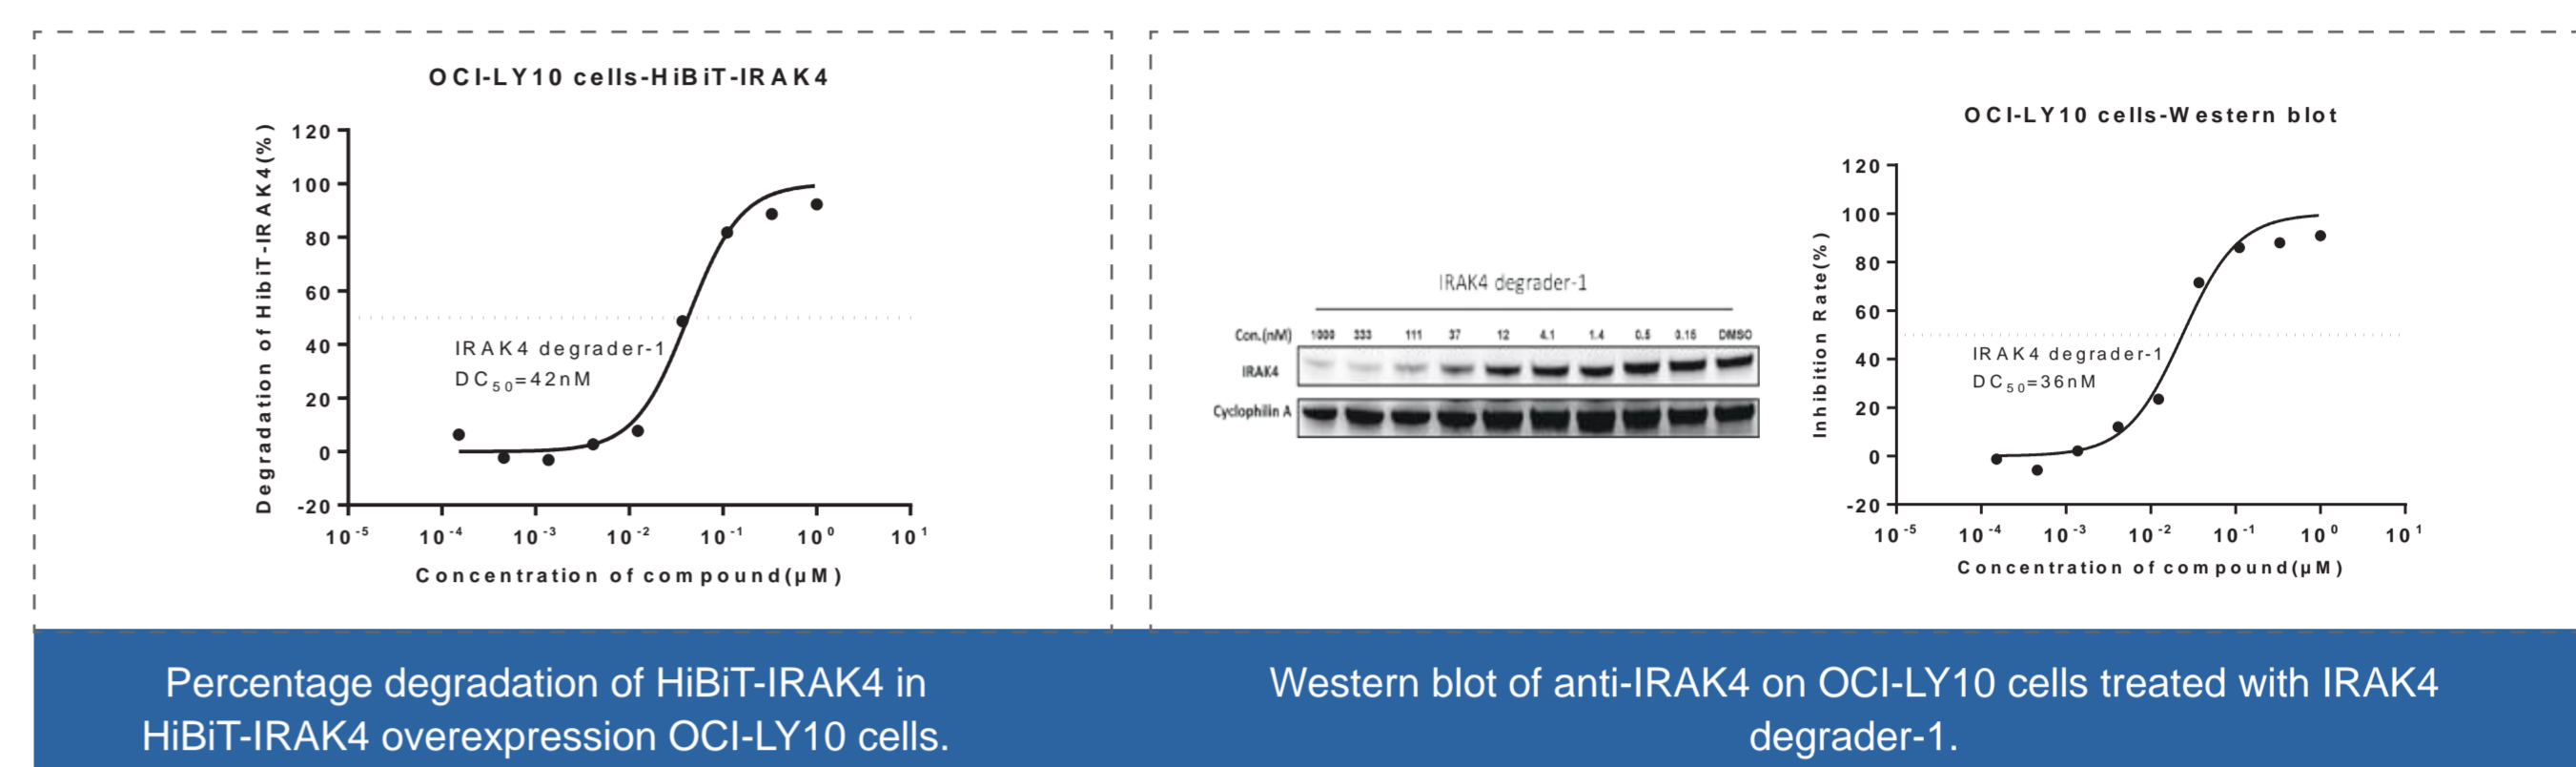 OCI-LY10 cells-HiBiT-IRAK4
Degradation of HibiT-IRAK4(%)
120
100
80
60
40
20
0
-20
IRAK4 degrader-1
DC50=42nM
10-5 10-4 10-3 10-2 10-1 100 101
Concentration of compound(μM)
IRAK4 degrader-1
Con.(nM) 1000 333 111 37 12 4.1 1.4 0.5 0.15 DMSO
IRAK4
Cyclophilin A
OCI-LY10 cells-Western blot
Inhibition Rate(%)
120
100
80
60
40
20
0
-20
IRAK4 degrader-1
DC50=36nM
10-5 10-4 10-3 10-2 10-1 100 101
Concentration of compound(μM)
Percentage degradation of HiBiT-IRAK4 in
HiBiT-IRAK4 overexpression OCI-LY10 cells.
Western blot of anti-IRAK4 on OCI-LY10 cells treated with IRAK4
degrader-1.